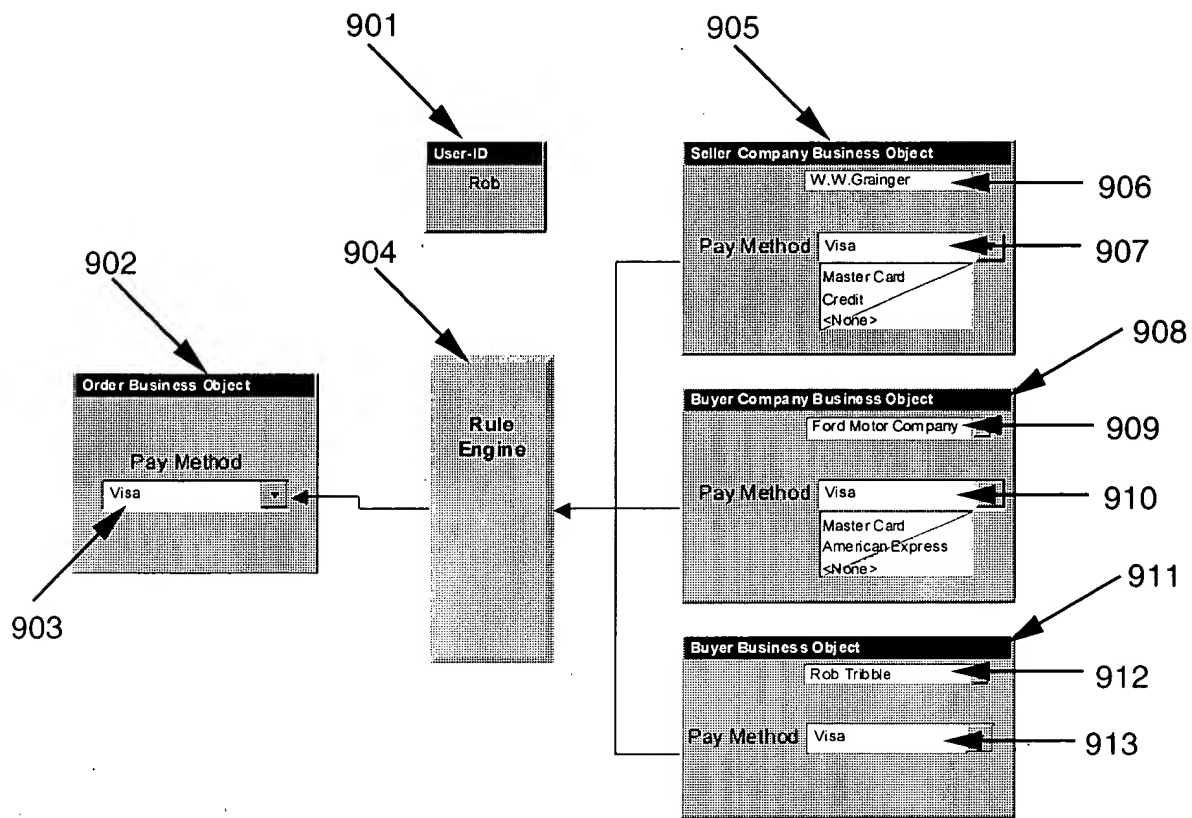 901
905
User-ID
Rob
Seller Company Business Object
W.W.Grainger
906
Pay Method
Visa
907
Master Card
Credit
<None>
902
904
908
Order Business Object
Pay Method
Visa
903
Rule
Engine
Buyer Company Business Object
Ford Motor Company
909
Pay Method
Visa
910
Master Card
American Express
<None>
911
Buyer Business Object
Rob Tribble
912
Pay Method
Visa
913